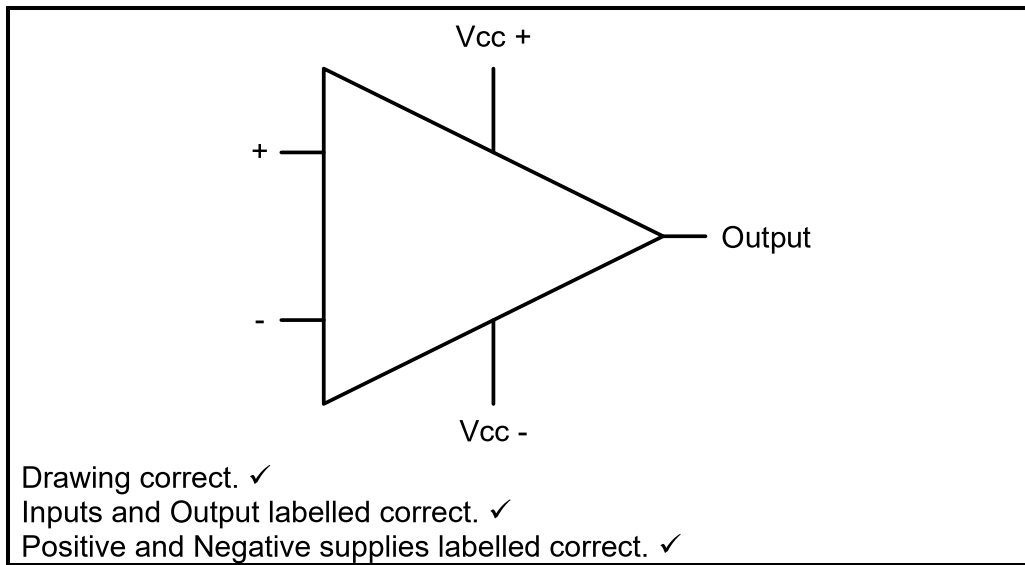 Vcc +
+
Output
-
Vcc -
Drawing correct. ✓
Inputs and Output labelled correct. ✓
Positive and Negative supplies labelled correct. ✓